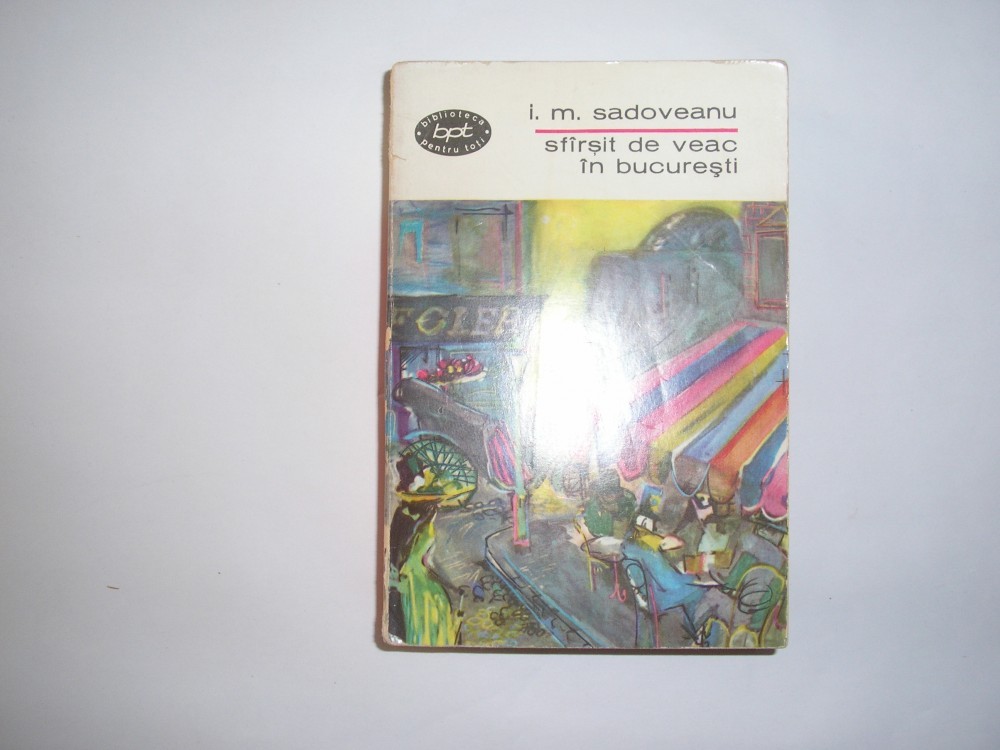 biblioteca
bpt
pentru toți
i. m. sadoveanu
sfîrșit de veac
în bucurești